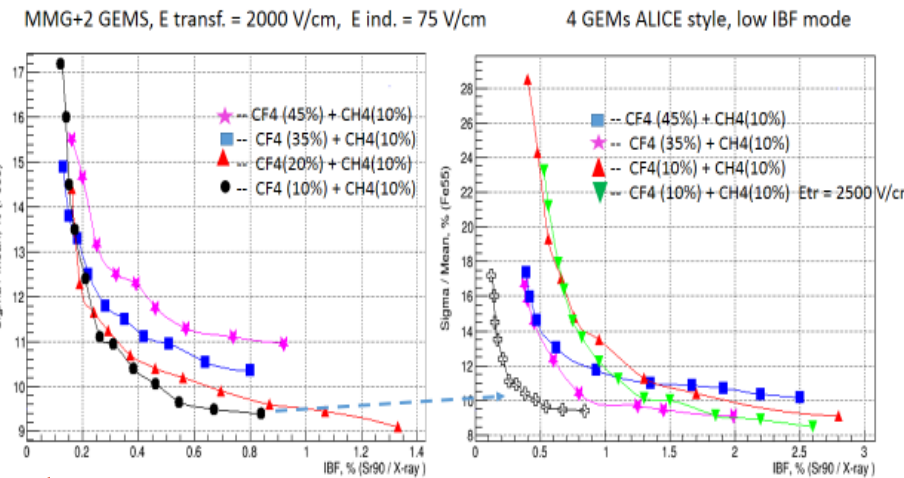 MMG+2 GEMS, E transf. = 2000 V/cm, E ind. = 75 V/cm
4 GEMs ALICE style, low IBF mode
17
16
15
14
13
12
11
10
9
-- CF4 (45%) + CH4(10%)
-- CF4 (35%) + CH4(10%)
-- CF4(20%) + CH4(10%)
-- CF4 (10%) + CH4(10%)
0
0.2
0.4
0.6
0.8
1
1.2
1.4
IBF, % (Sr90 / X-ray )
Sigma / Mean, % (Fe55)
28
26
24
22
20
18
16
14
12
10
8
-- CF4 (45%) + CH4(10%)
-- CF4 (35%) + CH4(10%)
-- CF4(10%) + CH4(10%)
-- CF4 (10%) + CH4(10%) Etr = 2500 V/cr
0
0.5
1
1.5
2
2.5
3
IBF, % (Sr90 / X-ray )